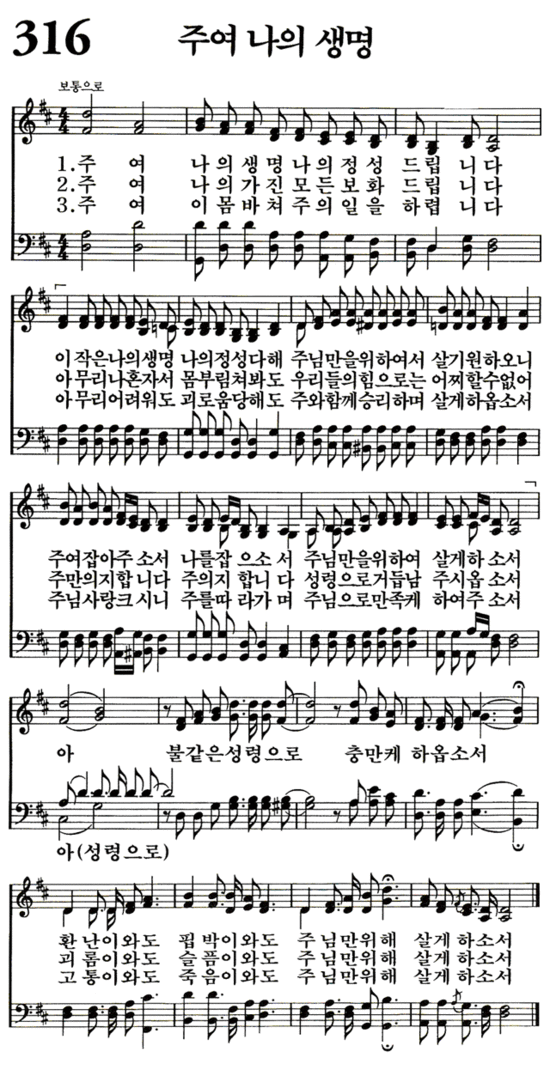 316 주여 나의 생명
보통으로
1.주 여 나의생명나의정성 드립 니다
2.주 여 나의가진모든보화 드립 니다
3.주 여 이몸바쳐주의일을 하렵 니다
이작은나의생명 나의정성다해 주님만을위하여서 살기원하오니
아무리나혼자서 몸부림쳐봐도 우리들의힘으로는 어찌할수없어
아무리어려워도 괴로움당해도 주와함께승리하며 살게하옵소서
주여잡아주 소서 나를잡 으소 서 주님만을위하여 살게하 소서
주만의지합 니다 주의지 합니 다 성령으로거듭남 주시옵 소서
주님사랑크시니 주를따 라가 며 주님으로만족케 하여주 소서
아 불같은성령으로 충만케 하옵소서
아(성령으로)
환난이와도 핍박이와도 주님만위해 살게 하소서
괴롬이와도 슬픔이와도 주님만위해 살게 하소서
고통이와도 죽음이와도 주님만위해 살게 하소서